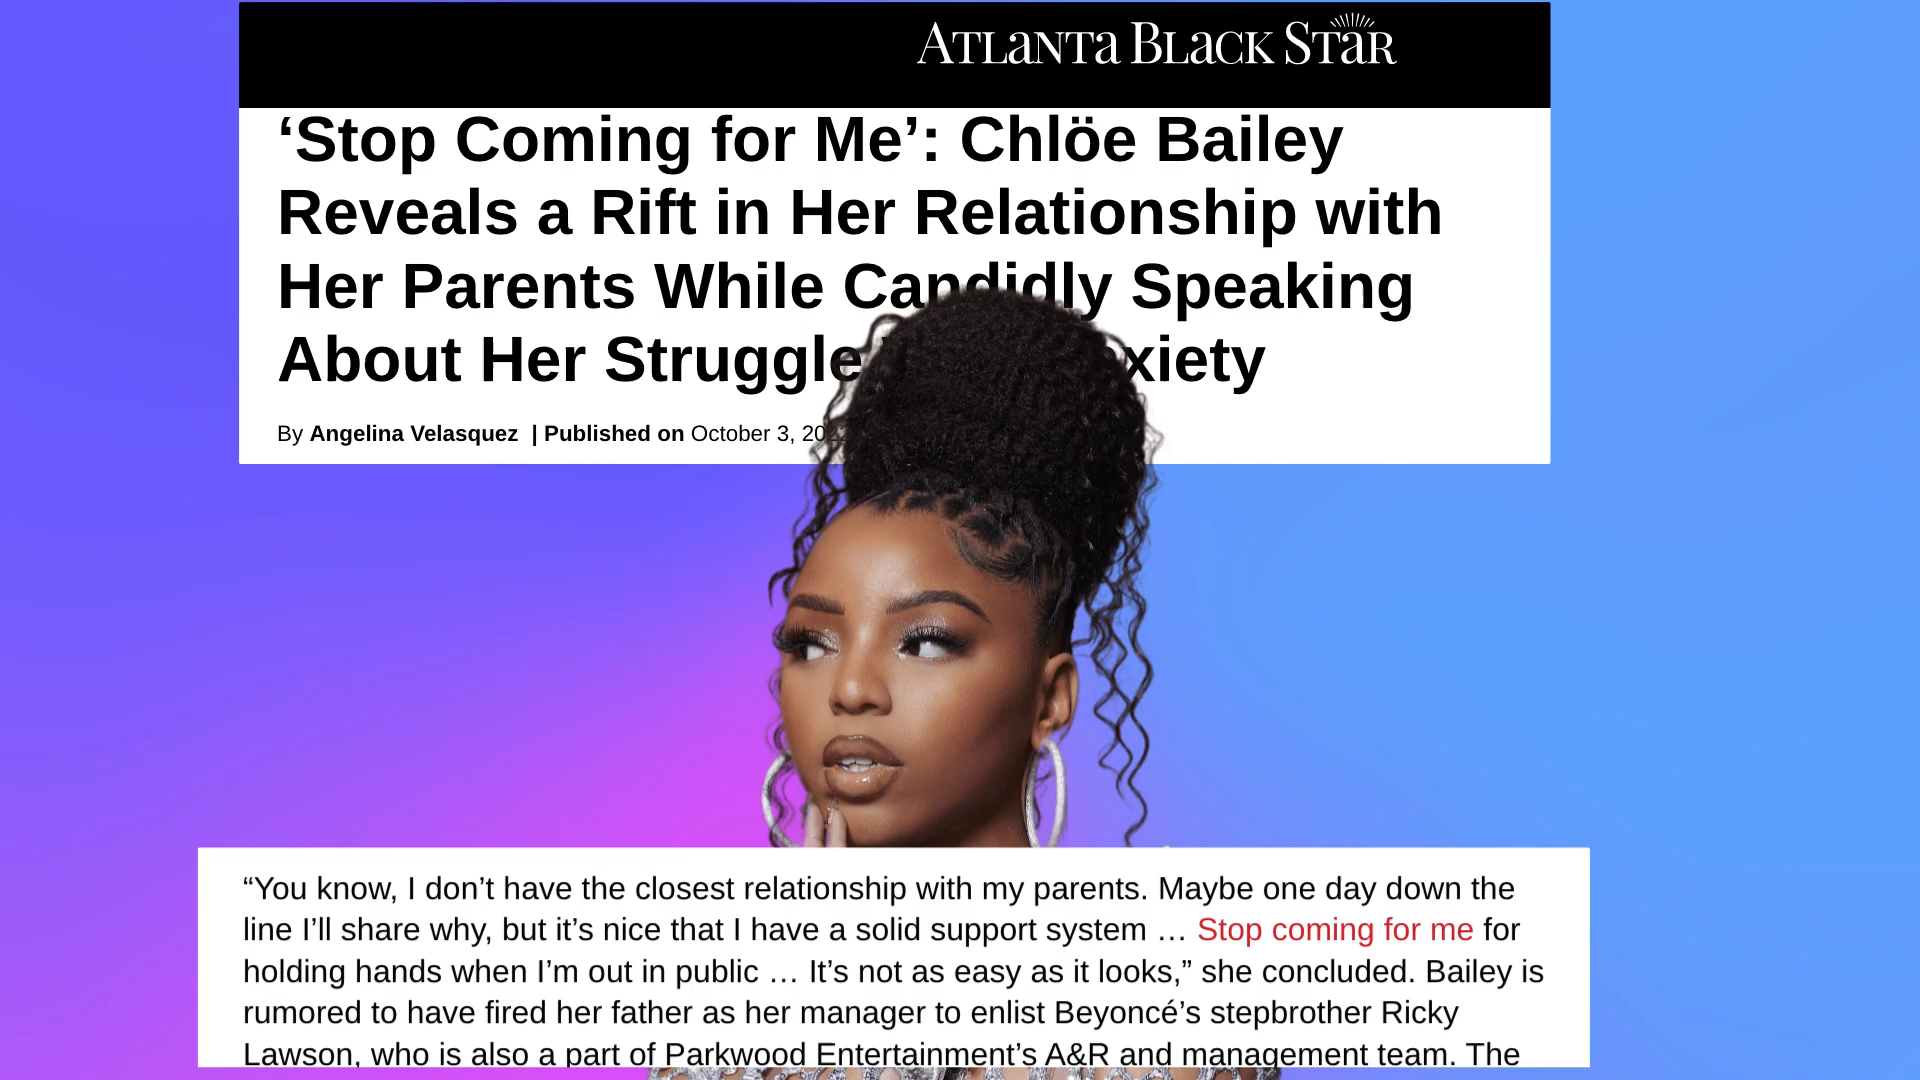 ATLANTA BLACK STAR
‘Stop Coming for Me’: Chlöe Bailey
Reveals a Rift in Her Relationship with
Her Parents While Candidly Speaking
About Her Struggle
By Angelina Velasquez | Published on October 3,
“You know, I don’t have the closest relationship with my parents. Maybe one day down the
line I’ll share why, but it’s nice that I have a solid support system … Stop coming for me for
holding hands when I’m out in public … It’s not as easy as it looks,” she concluded. Bailey is
rumored to have fired her father as her manager to enlist Beyoncé’s stepbrother Ricky
Lawson, who is also a part of Parkwood Entertainment’s A&R and management team. The